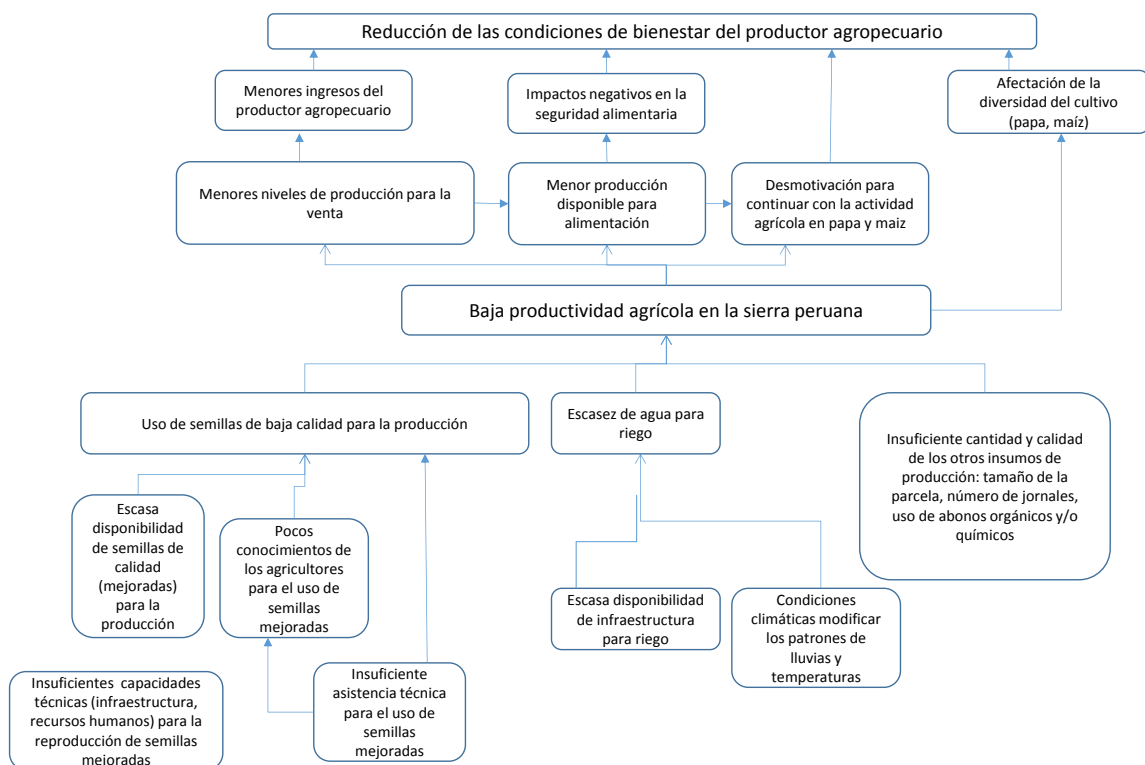 Reducción de las condiciones de bienestar del productor agropecuario
Menores ingresos del
productor agropecuario
Impactos negativos en la
seguridad alimentaria
Afectación de la
diversidad del cultivo
(papa, maíz)
Menores niveles de producción para la
venta
Menor producción
disponible para
alimentación
Desmotivación para
continuar con la actividad
agrícola en papa y maiz
Baja productividad agrícola en la sierra peruana
Uso de semillas de baja calidad para la producción
Escasez de agua para
riego
Insuficiente cantidad y calidad
de los otros insumos de
producción: tamaño de la
parcela, número de jornales,
uso de abonos orgánicos y/o
químicos
Escasa
disponibilidad
de semillas de
calidad
(mejoradas)
para la
producción
Pocos
conocimientos de
los agricultores
para el uso de
semillas
mejoradas
Escasa disponibilidad
de infraestructura
para riego
Condiciones
climáticas modificar
los patrones de
lluvias y
temperaturas
Insuficientes capacidades
técnicas (infraestructura,
recursos humanos) para la
reproducción de semillas
mejoradas
Insuficiente
asistencia técnica
para el uso de
semillas
mejoradas